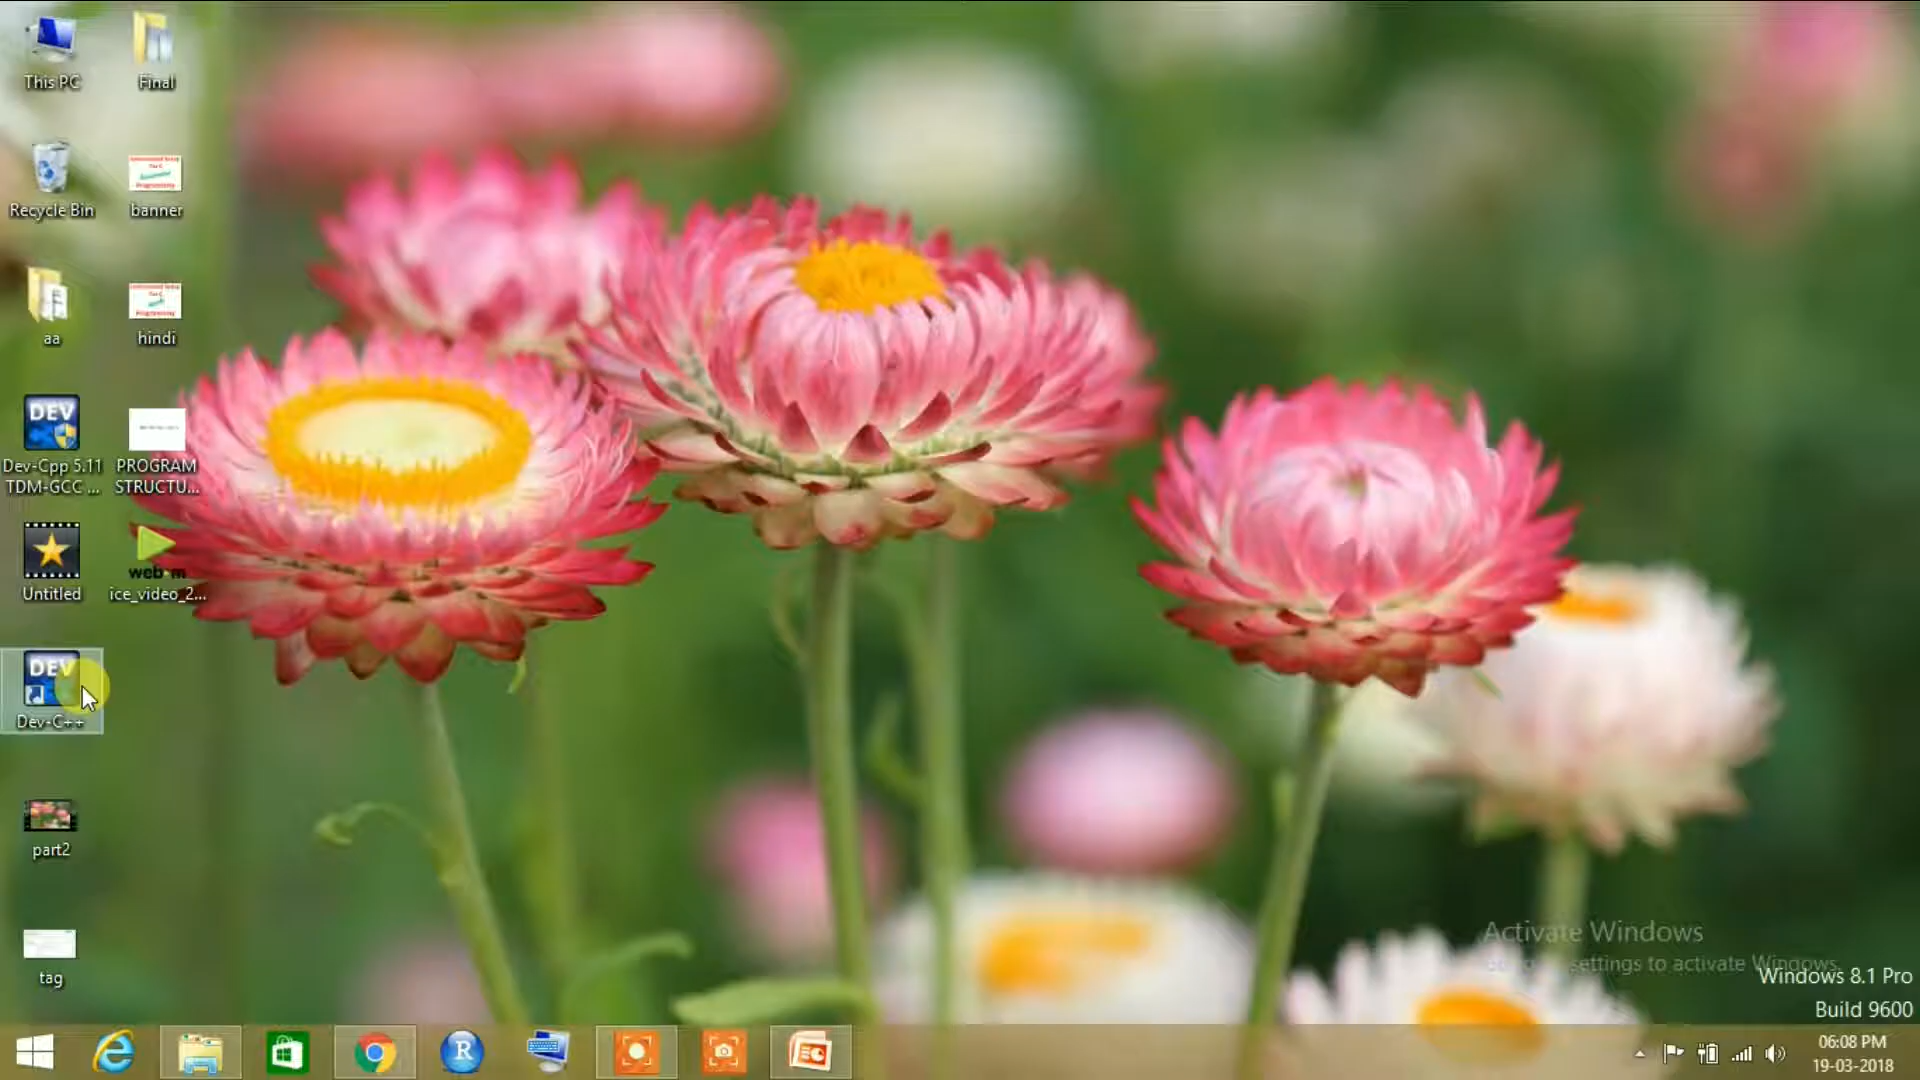 This PC
Final
Recycle Bin
banner
aa
hindi
DEV
Dev-Cpp 5.11
TDM-GCC ...
PROGRAM
STRUCTU...
Untitled
web m
ice_video_2...
DEV
Dev-C++
part2
tag
Activate Windows
settings to activate Windows.
Windows 8.1 Pro
Build 9600
R
06:08 PM
19-03-2018